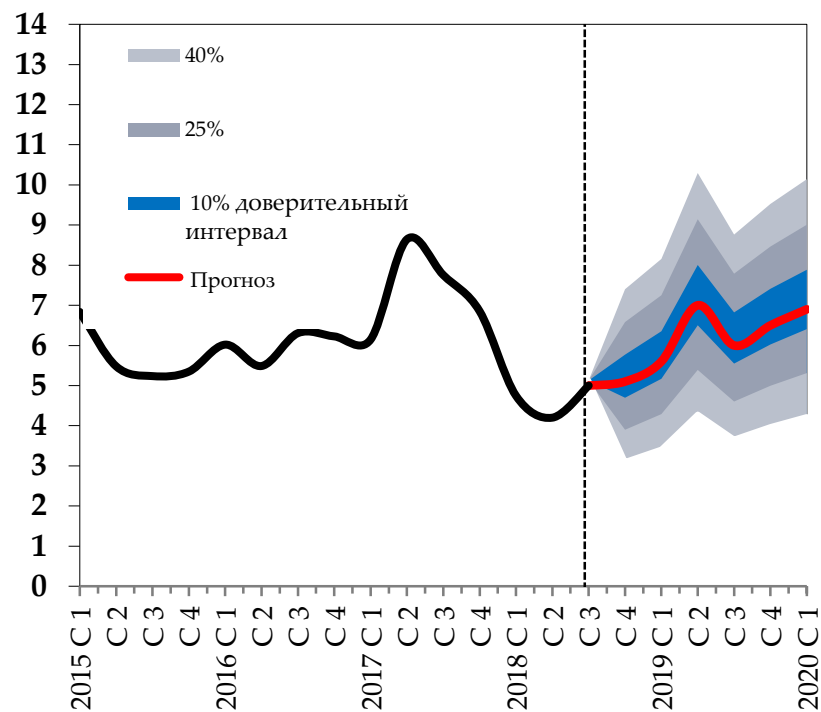 14
13
12
11
10
9
8
7
6
5
4
3
2
1
0
40%
25%
10% доверительный
интервал
Прогноз
2015 C 1
C 2
C 3
C 4
2016 C 1
C 2
C 3
C 4
2017 C 1
C 2
C 3
C 4
2018 C 1
C 2
C 3
C 4
2019 C 1
C 2
C 3
C 4
2020 C 1